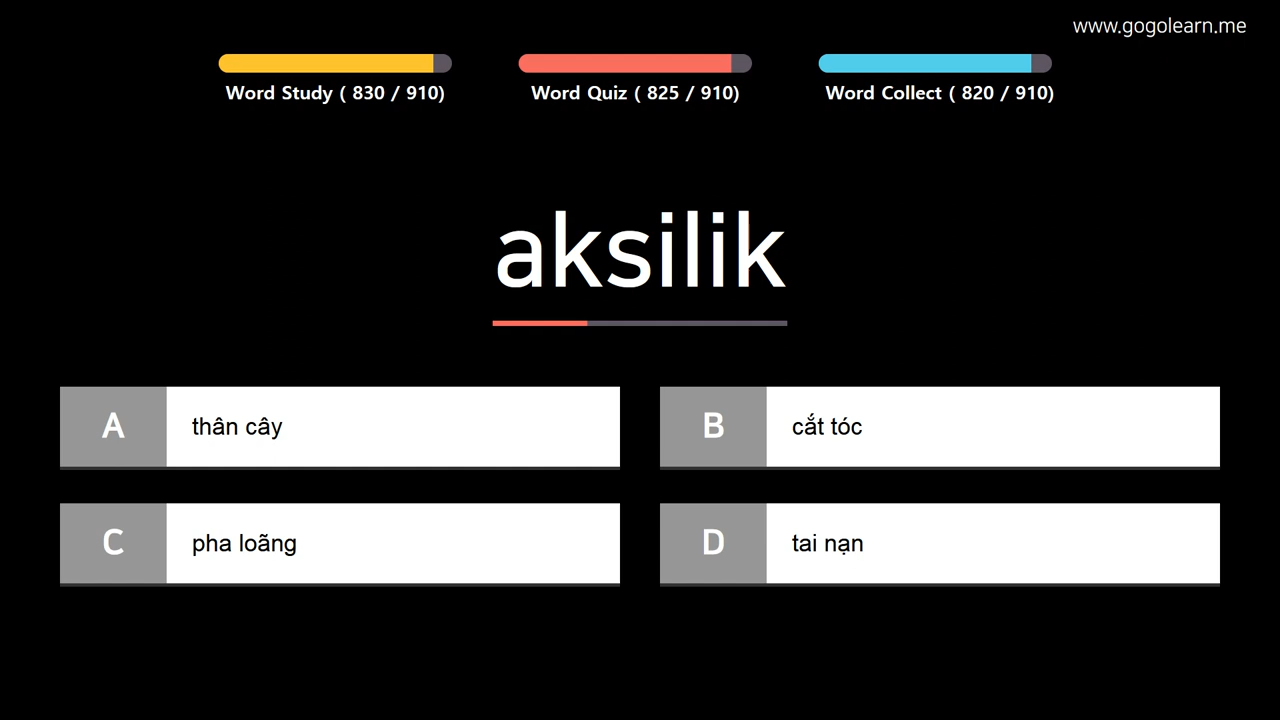 www.gogolearn.me
Word Study ( 830 / 910)
Word Quiz ( 825 / 910)
Word Collect ( 820 / 910)
aksilik
A thân cây
B cắt tóc
C pha loãng
D tai nạn